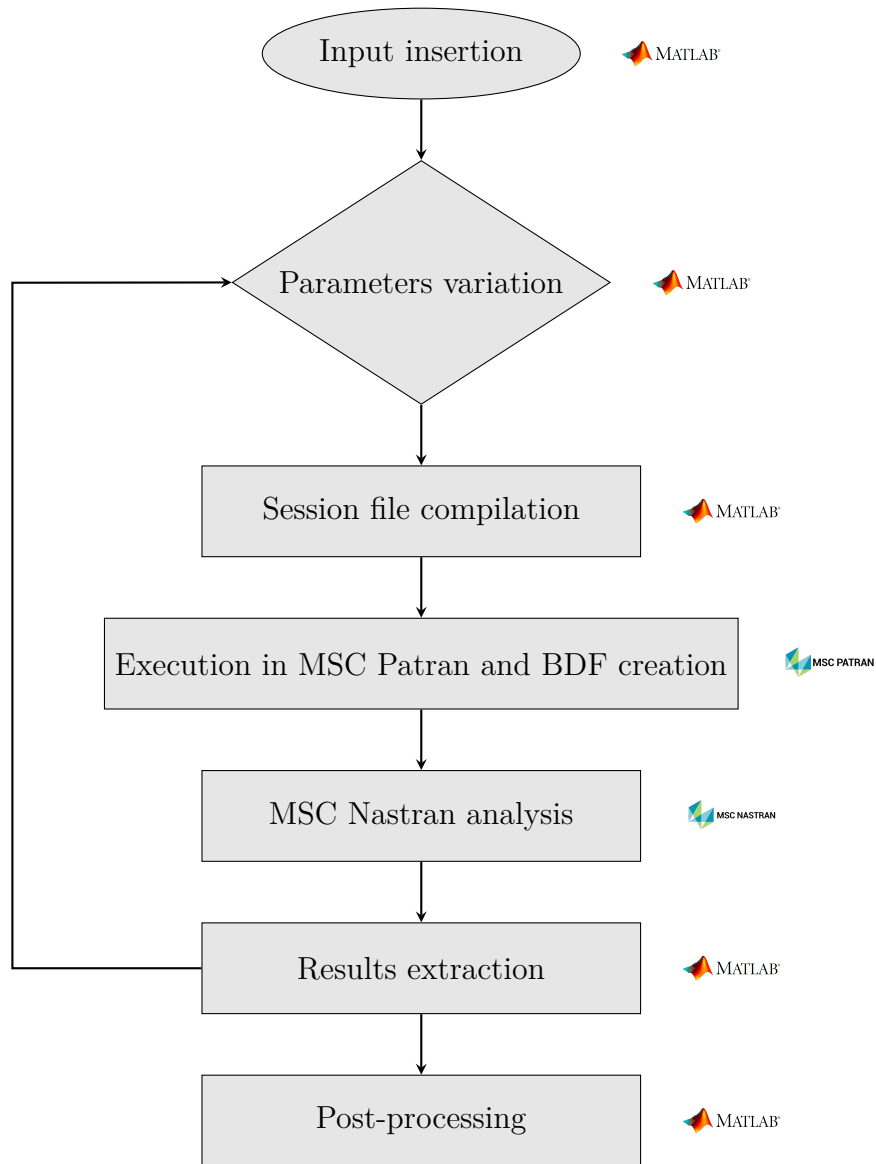 Input insertion
MATLAB®
Parameters variation
MATLAB®
Session file compilation
MATLAB®
Execution in MSC Patran and BDF creation
MSC PATRAN
MSC Nastran analysis
MSC NASTRAN
Results extraction
MATLAB®
Post-processing
MATLAB®